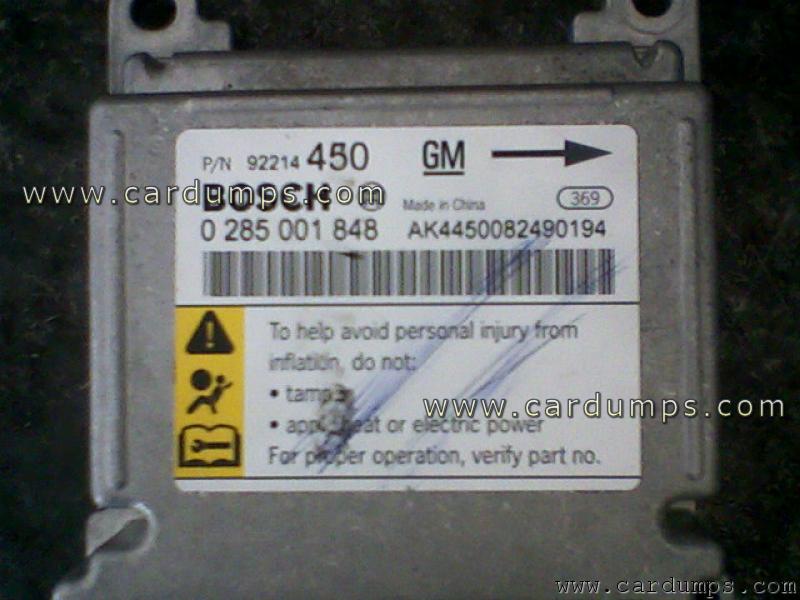 P/N 92214 450 GM
www.cardumps.com
BOSCH Made in China 369
0 285 001 848 AK4450082490194
To help avoid personal injury from
inflation, do not:
• tamper
www.cardumps.com
• apply heat or electric power
For proper operation, verify part no.
www.cardumps.com